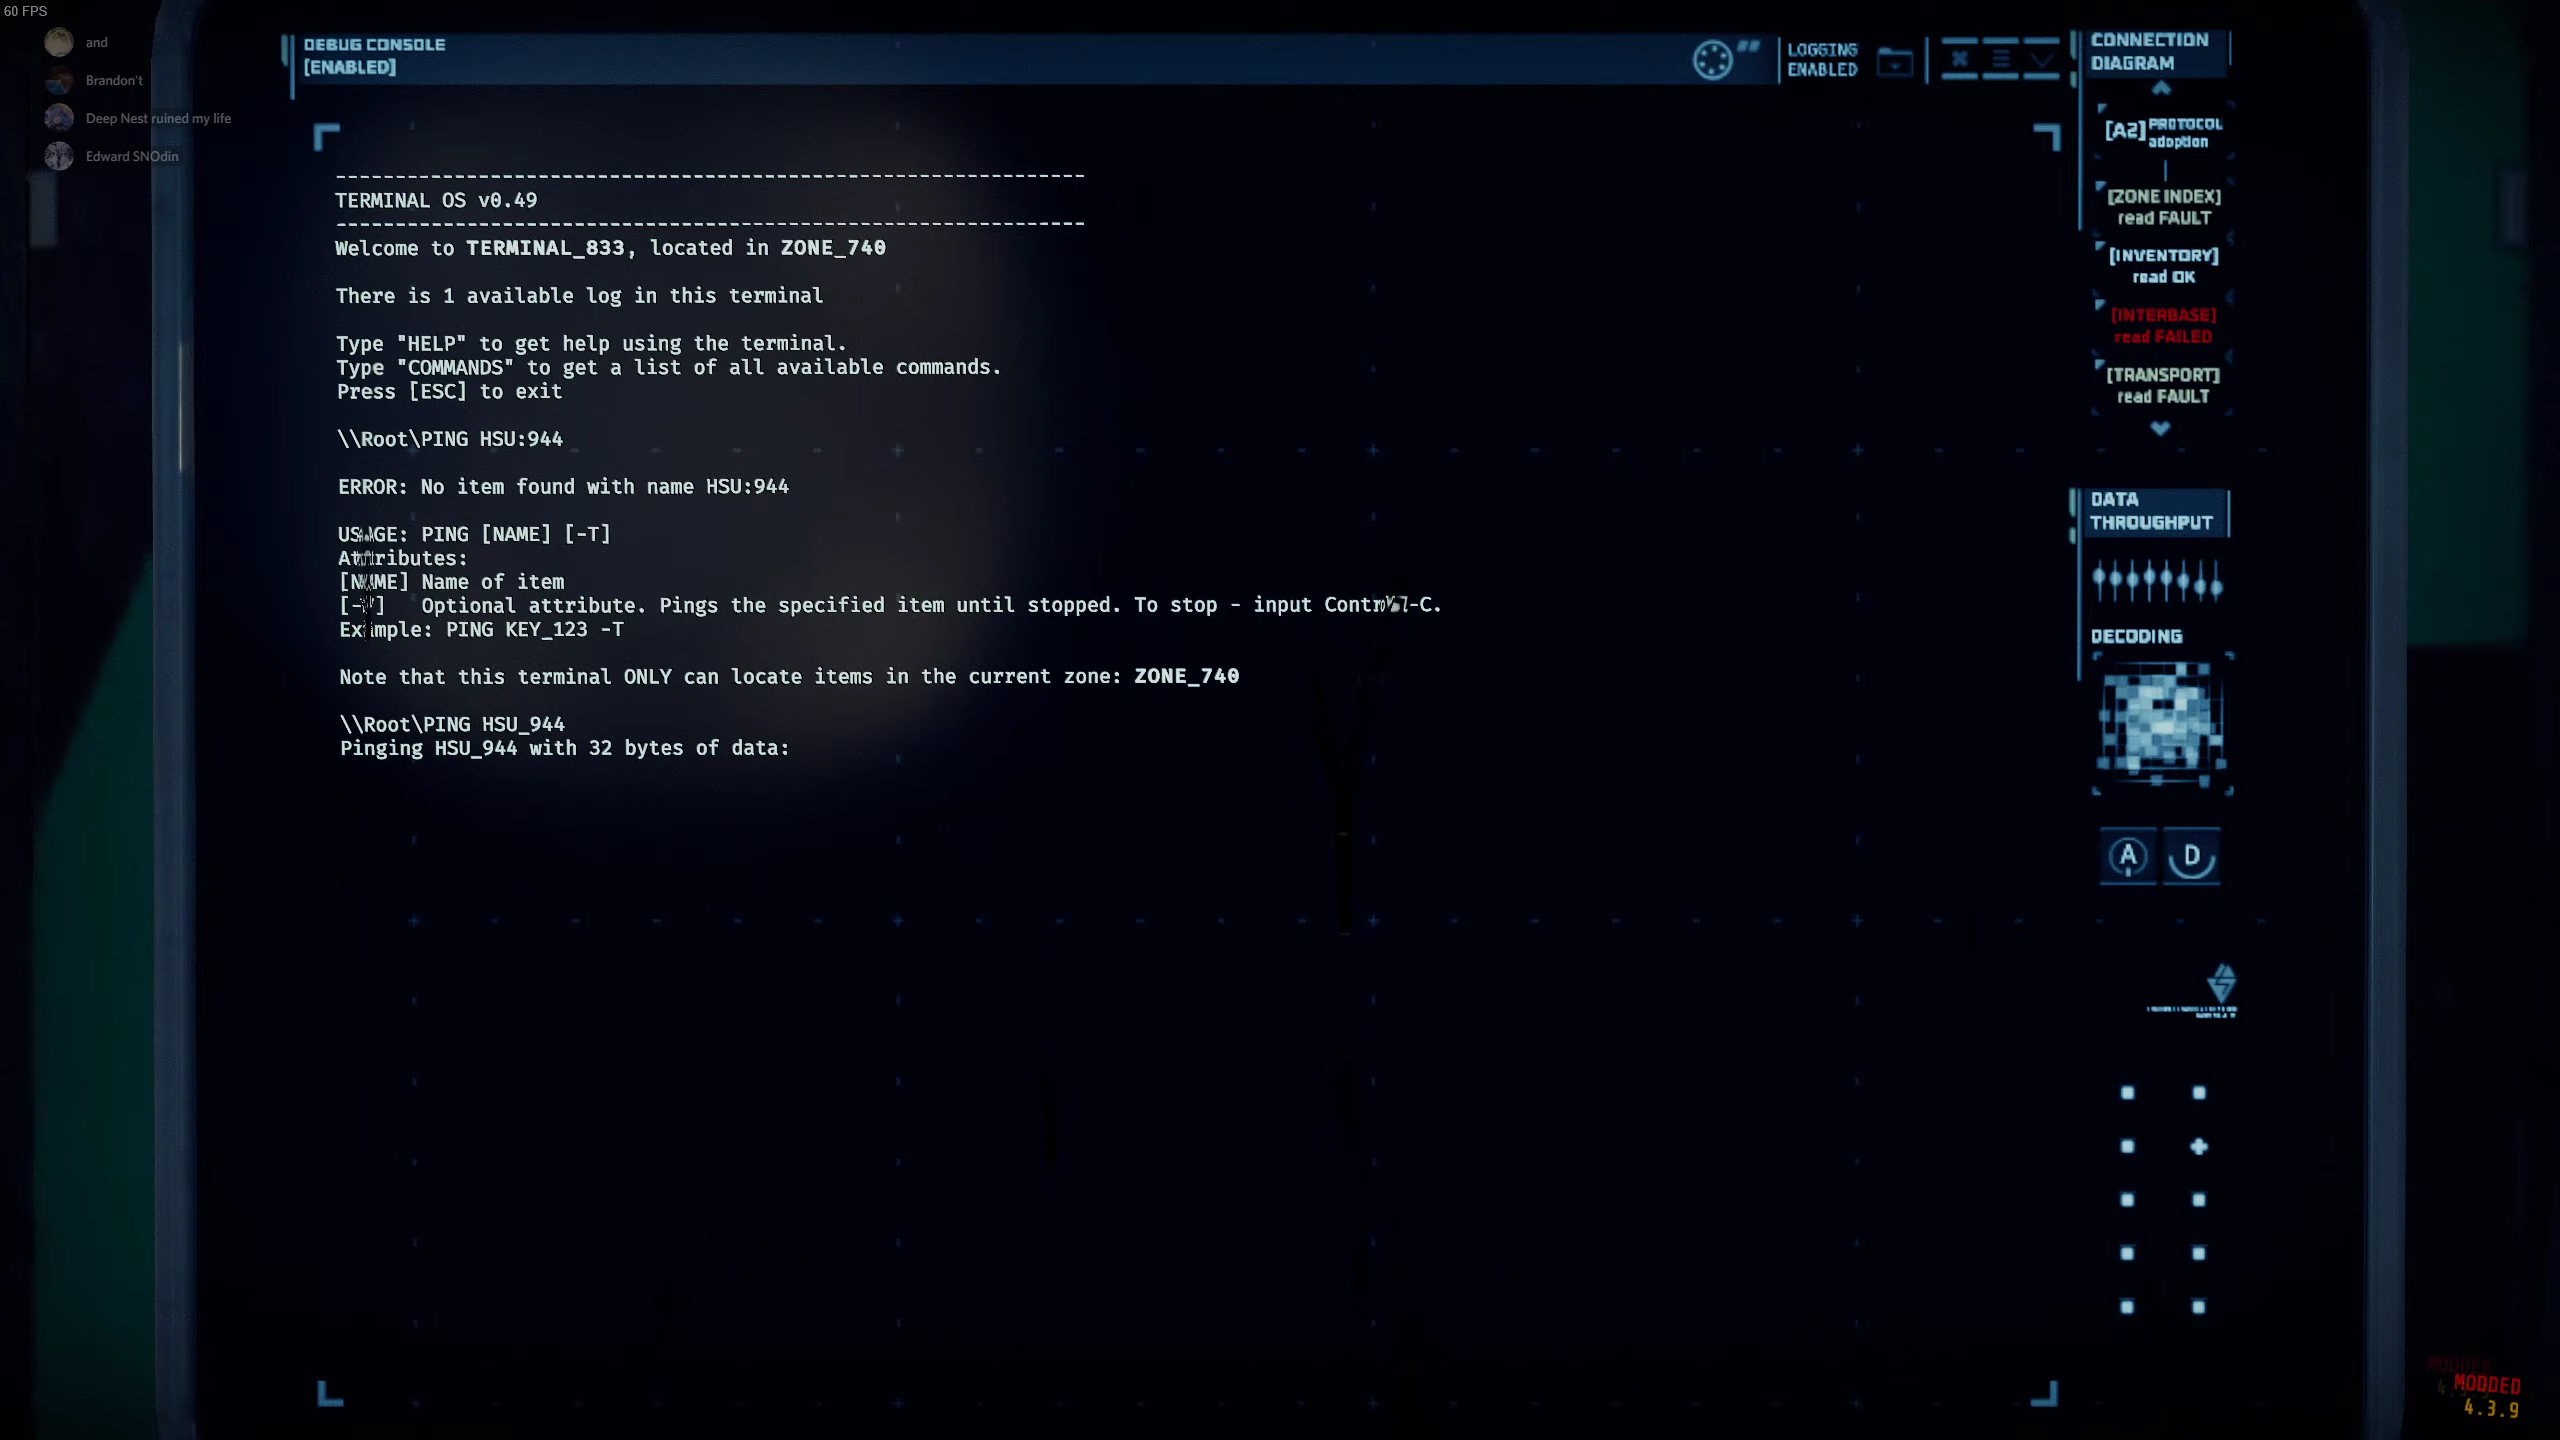 60 FPS
and
Brandon't
Deep Nest ruined my life
Edward SNOdin
DEBUG CONSOLE
[ENABLED]
LOGGING
ENABLED
------------------------------------------------------------------
TERMINAL OS v0.49
------------------------------------------------------------------
Welcome to TERMINAL_833, located in ZONE_740
There is 1 available log in this terminal
Type "HELP" to get help using the terminal.
Type "COMMANDS" to get a list of all available commands.
Press [ESC] to exit
\\Root\PING HSU:944
ERROR: No item found with name HSU:944
USAGE: PING [NAME] [-T]
Attributes:
[NAME] Name of item
[-T] Optional attribute. Pings the specified item until stopped. To stop - input Control-C.
Example: PING KEY_123 -T
Note that this terminal ONLY can locate items in the current zone: ZONE_740
\\Root\PING HSU_944
Pinging HSU_944 with 32 bytes of data:
CONNECTION
DIAGRAM
[A2] PROTOCOL
adoption
[ZONE INDEX]
read FAULT
[INVENTORY]
read OK
[INTERBASE]
read FAILED
[TRANSPORT]
read FAULT
DATA
THROUGHPUT
DECODING
A D
MODDED
4.3.9